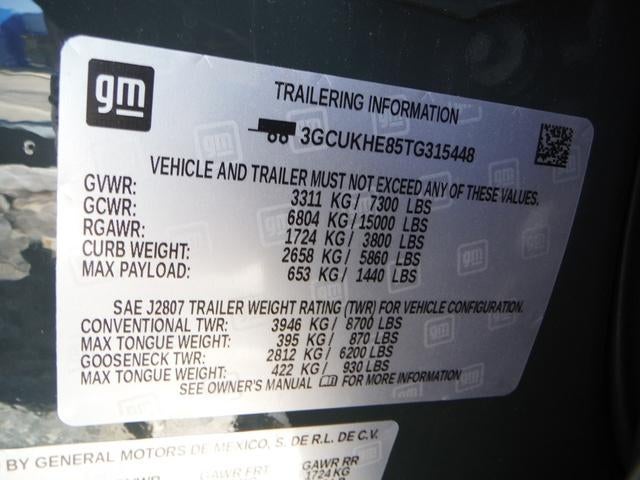 gm
TRAILERING INFORMATION
3GCUKHE85TG315448
VEHICLE AND TRAILER MUST NOT EXCEED ANY OF THESE VALUES.
GVWR: 3311 KG / 7300 LBS
GCWR: 6804 KG / 15000 LBS
RGAWR: 1724 KG / 3800 LBS
CURB WEIGHT: 2658 KG / 5860 LBS
MAX PAYLOAD: 653 KG / 1440 LBS
SAE J2807 TRAILER WEIGHT RATING (TWR) FOR VEHICLE CONFIGURATION.
CONVENTIONAL TWR: 3946 KG / 8700 LBS
MAX TONGUE WEIGHT: 395 KG / 870 LBS
GOOSENECK TWR: 2812 KG / 6200 LBS
MAX TONGUE WEIGHT: 422 KG / 930 LBS
SEE OWNER'S MANUAL FOR MORE INFORMATION
BY GENERAL MOTORS DE MEXICO, S. DE R.L. DE C.V.
GAWR FRT GAWR RR
1724 KG